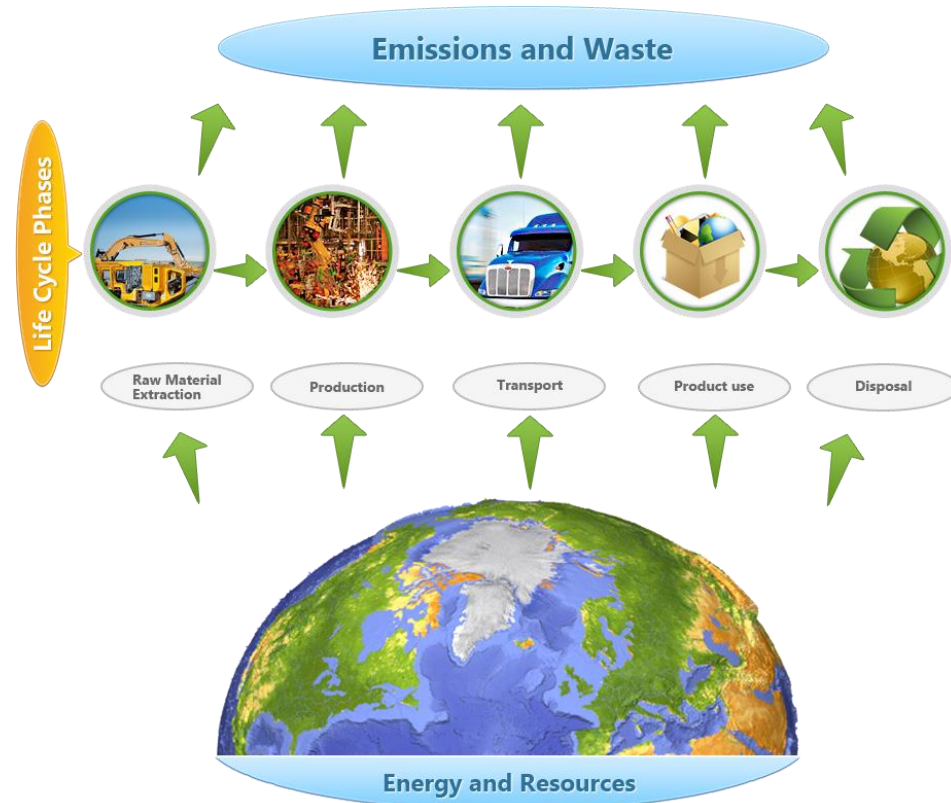 Emissions and Waste
Life Cycle Phases
Raw Material
Extraction
Production
Transport
Product use
Disposal
Energy and Resources